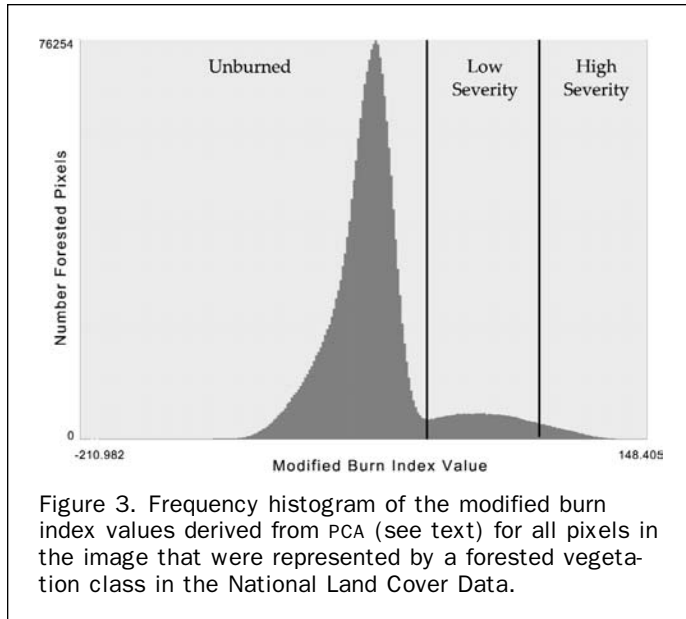 76254
Unburned
Low
Severity
High
Severity
Number Forested Pixels
0
-210.982
148.405
Modified Burn Index Value
Figure 3. Frequency histogram of the modified burn
index values derived from PCA (see text) for all pixels in
the image that were represented by a forested vegeta-
tion class in the National Land Cover Data.